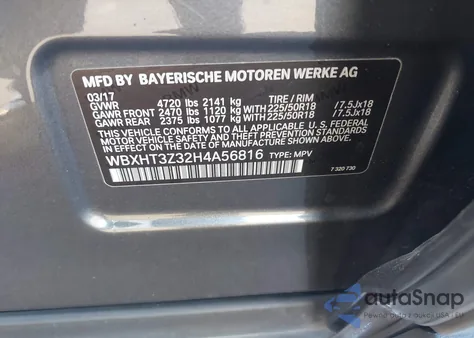 MFD BY BAYERISCHE MOTOREN WERKE AG
03/17 TIRE / RIM
GVWR 4720 lbs 2141 kg
GAWR FRONT 2470 lbs 1120 kg WITH 225/50R18 /7.5Jx18
GAWR REAR 2375 lbs 1077 kg WITH 225/50R18 /7.5Jx18
THIS VEHICLE CONFORMS TO ALL APPLICABLE FEDERAL
MOTOR VEHICLE SAFETY, BUMPER, AND THEFT
PREVENTION STANDARDS IN EFFECT ON THE DATE OF
MANUFACTURE SHOWN ABOVE.
WBXHT3Z32H4A56816 TYPE: MPV
7 320 730
autoSnap